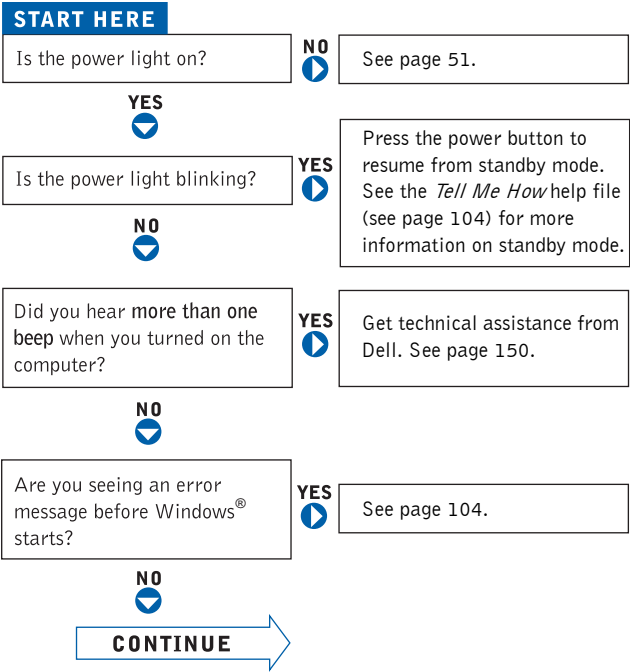 START HERE
Is the power light on?
NO
See page 51.
YES
Is the power light blinking?
YES
Press the power button to
resume from standby mode.
See the Tell Me How help file
(see page 104) for more
information on standby mode.
NO
Did you hear more than one
beep when you turned on the
computer?
YES
Get technical assistance from
Dell. See page 150.
NO
Are you seeing an error
message before Windows®
starts?
YES
See page 104.
NO
CONTINUE